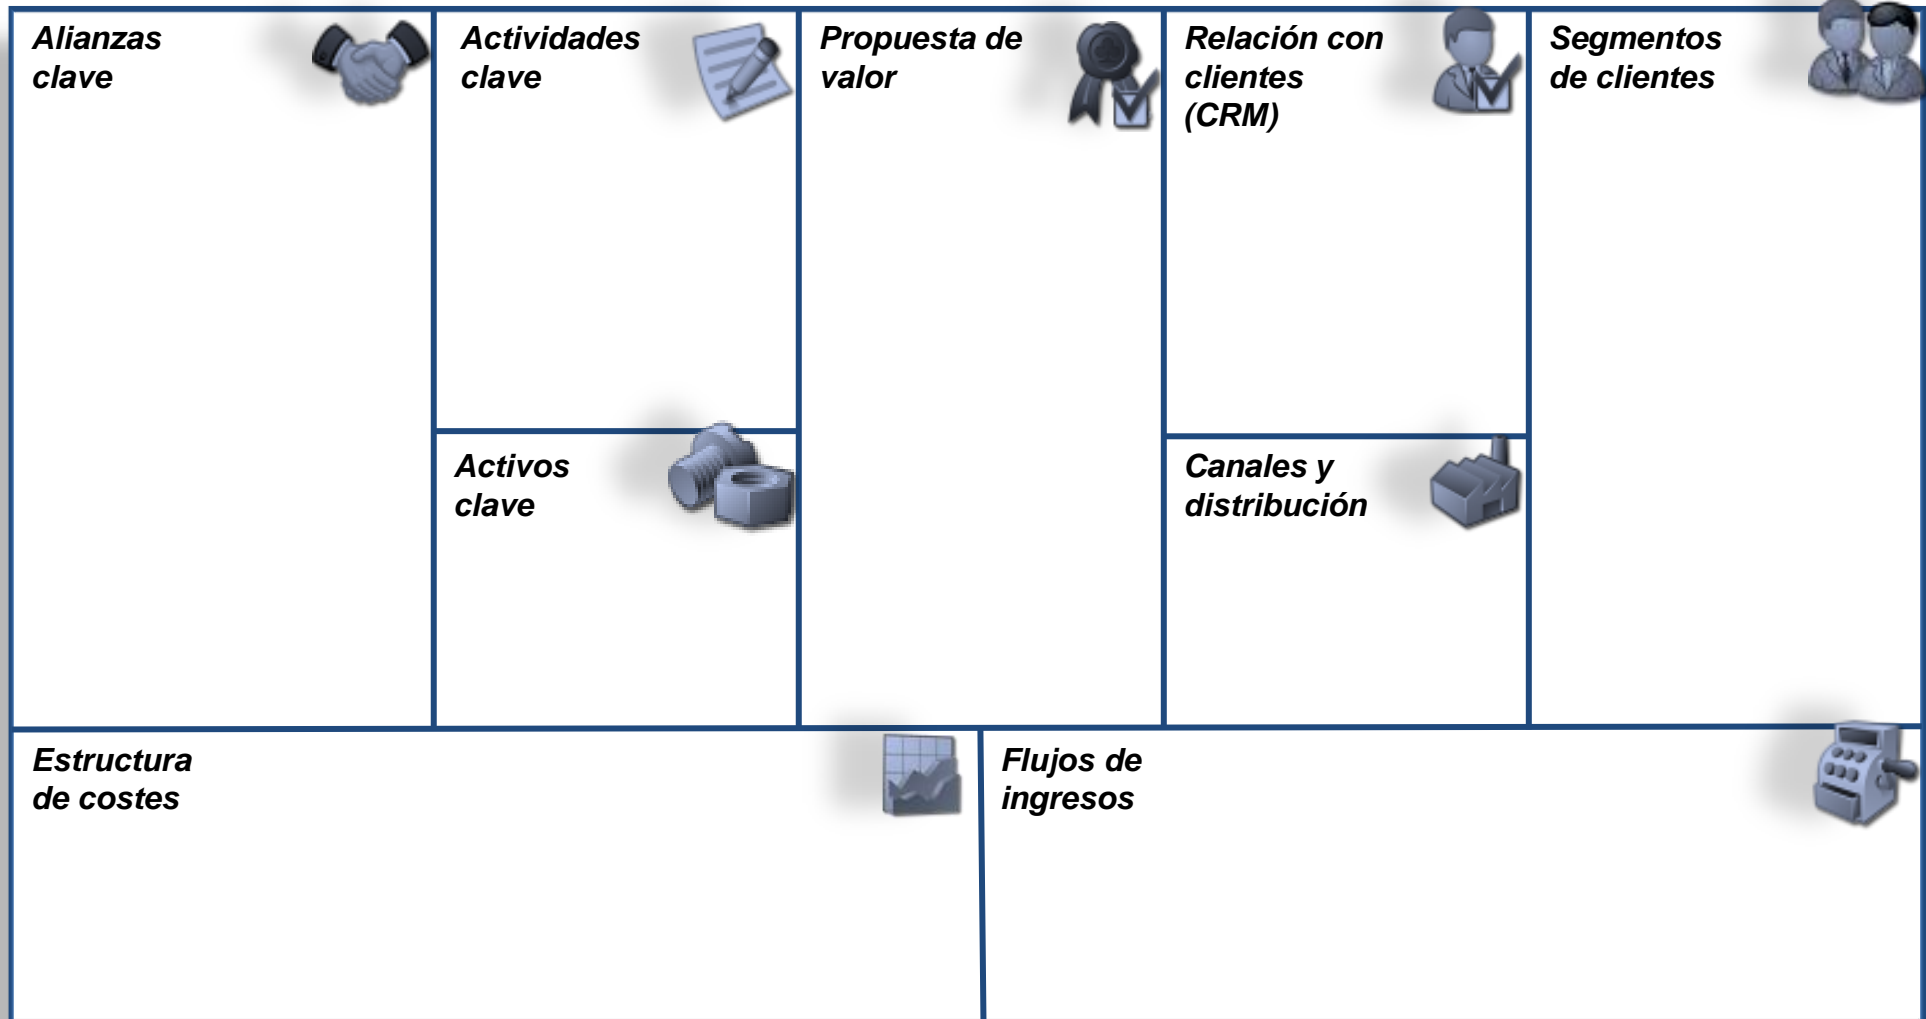 Alianzas
clave
Actividades
clave
Propuesta de
valor
Relación con
clientes
(CRM)
Segmentos
de clientes
Activos
clave
Canales y
distribución
Estructura
de costes
Flujos de
ingresos